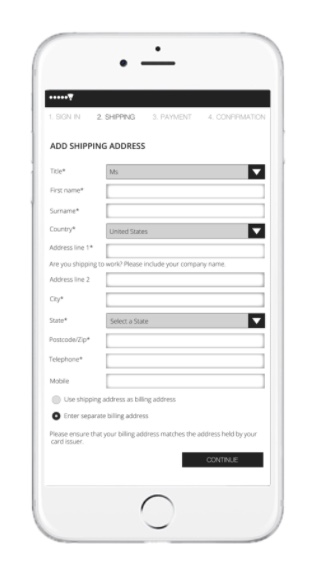 1. SIGN IN 2. SHIPPING 3. PAYMENT 4. CONFIRMATION
ADD SHIPPING ADDRESS
Title* Ms
First name*
Surname*
Country* United States
Address line 1*
Are you shipping to work? Please include your company name.
Address line 2
City*
State* Select a State
Postcode/Zip*
Telephone*
Mobile
Use shipping address as billing address
Enter separate billing address
Please ensure that your billing address matches the address held by your
card issuer.
CONTINUE